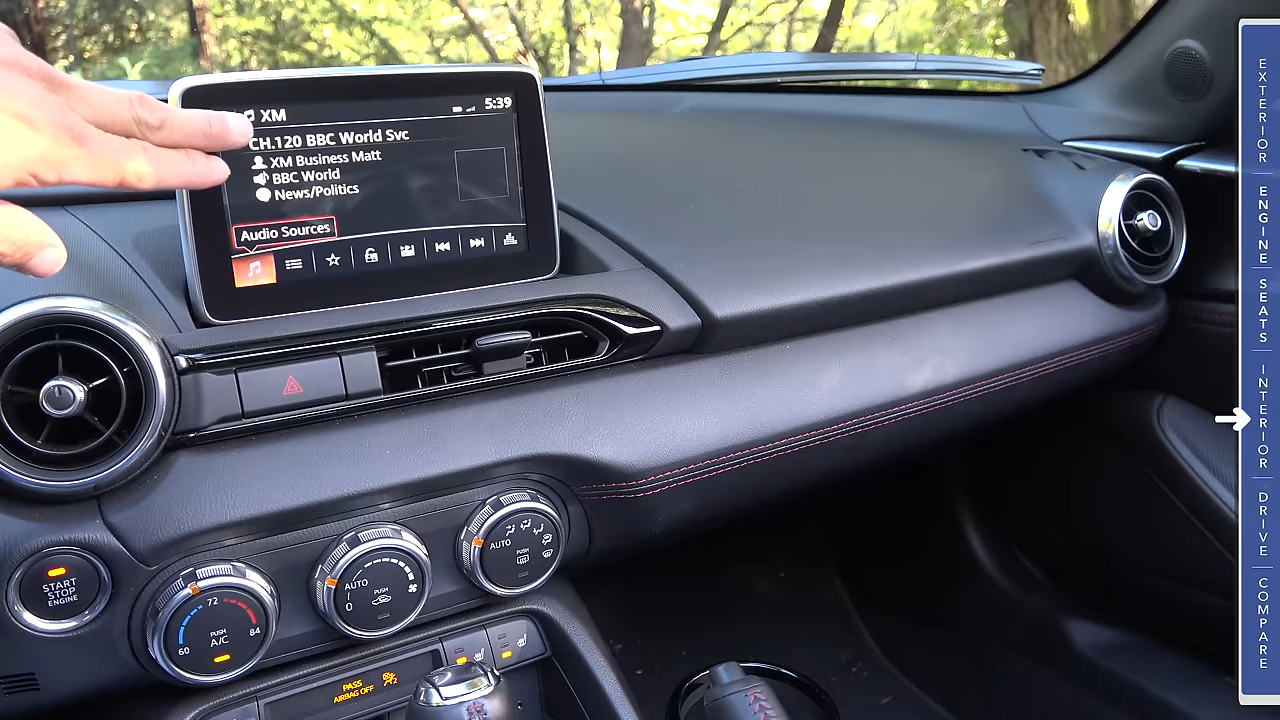 XM
5:39
CH.120 BBC World Svc
XM Business Matt
BBC World
News/Politics
Audio Sources
START
STOP
ENGINE
72
60
84
PUSH
A/C
AUTO
0
PUSH
AUTO
PUSH
PASS
AIRBAG OFF
EXTERIOR
ENGINE
SEATS
INTERIOR
DRIVE
COMPARE